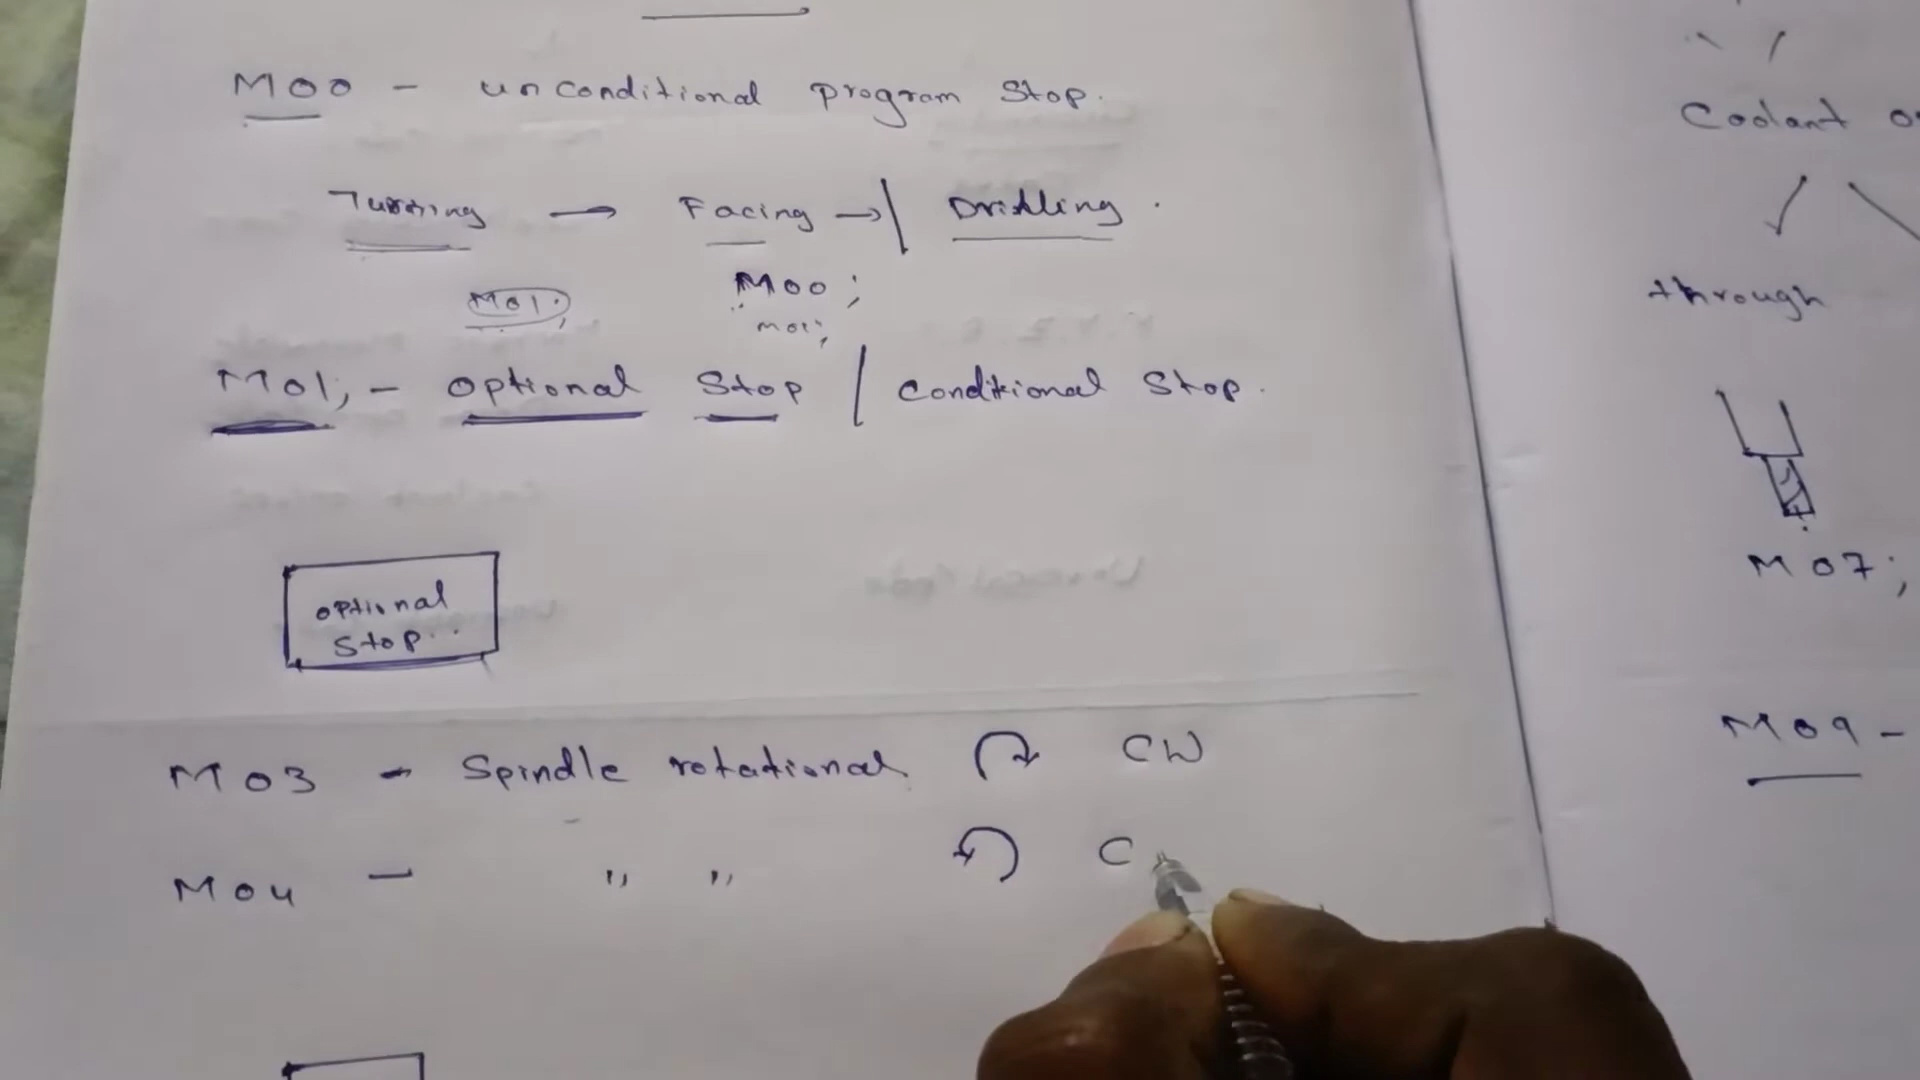 M00 - unconditional program Stop.
Turning → Facing → | Drilling .
M01;
M00 ;
M01;
M01; - optional Stop / Conditional Stop.
optional
Stop..
M03 - Spindle rotational CW
M04 - " " C
Coolant o
through
M07;
M09 -